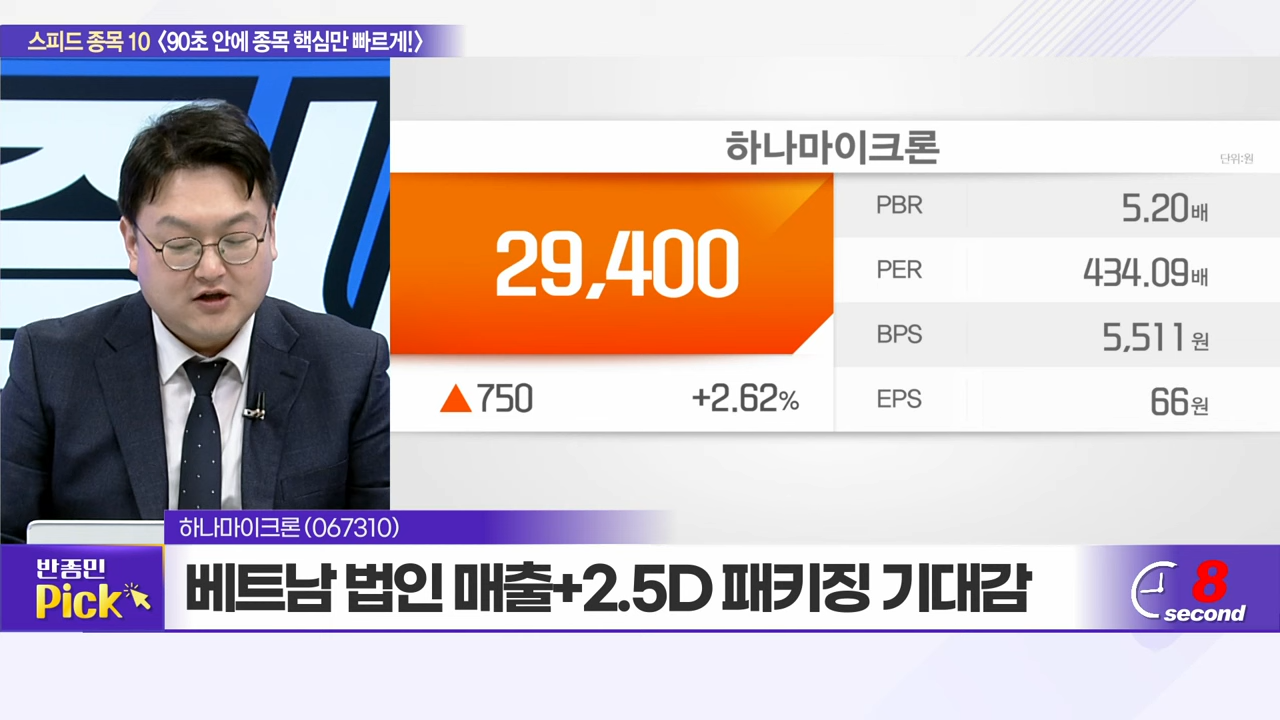 스피드 종목 10 〈90초 안에 종목 핵심만 빠르게!〉
하나마이크론
단위:원
29,400
▲750 +2.62%
PBR 5.20배
PER 434.09배
BPS 5,511원
EPS 66원
하나마이크론(067310)
반종민
Pick
베트남 법인 매출+2.5D 패키징 기대감
8
second